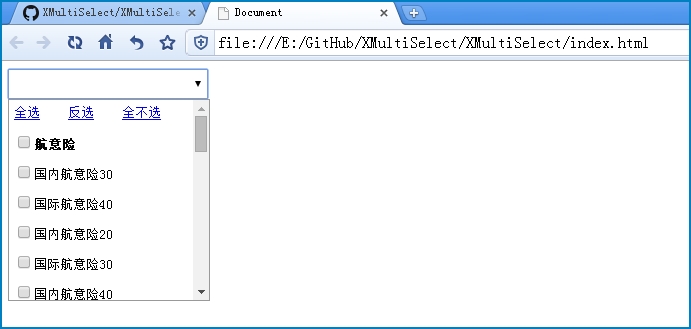 XMultiSelect/XMultiSele
Document
file:///E:/GitHub/XMultiSelect/XMultiSelect/index.html
全选 反选 全不选
航意险
国内航意险30
国际航意险40
国内航意险20
国际航意险30
国内航意险40